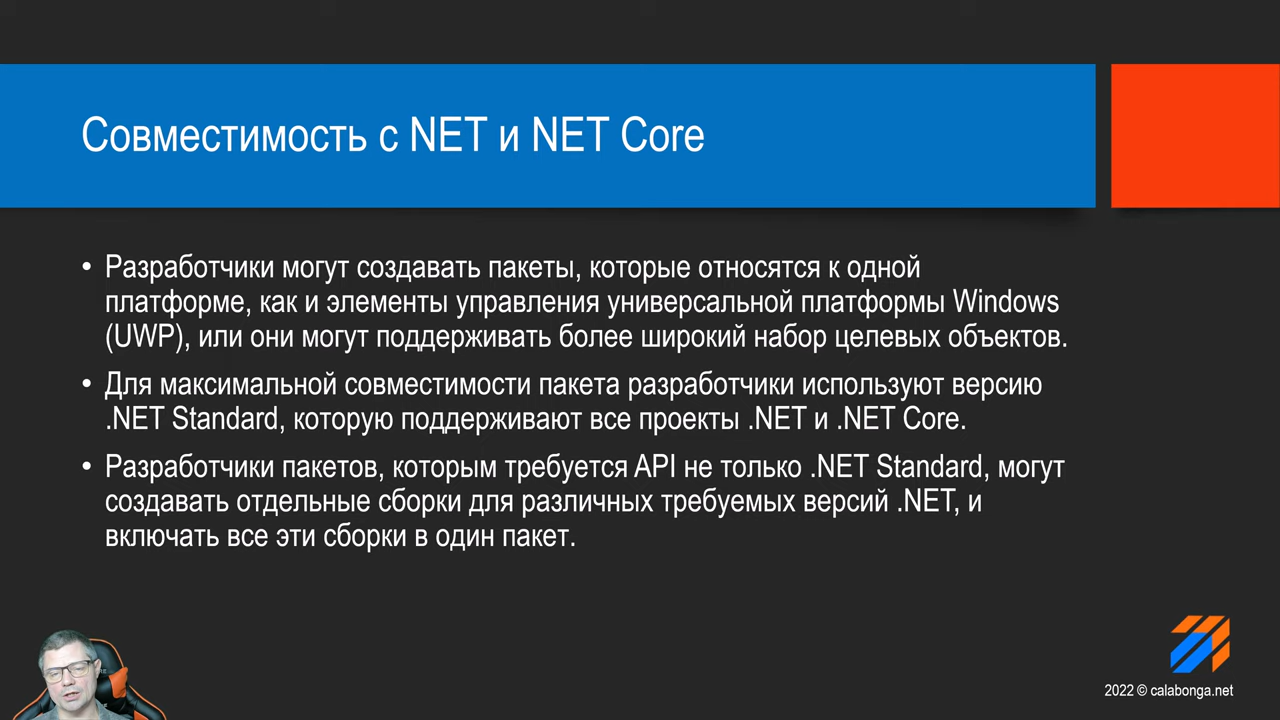 Совместимость с NET и NET Core
• Разработчики могут создавать пакеты, которые относятся к одной
платформе, как и элементы управления универсальной платформы Windows
(UWP), или они могут поддерживать более широкий набор целевых объектов.
• Для максимальной совместимости пакета разработчики используют версию
.NET Standard, которую поддерживают все проекты .NET и .NET Core.
• Разработчики пакетов, которым требуется API не только .NET Standard, могут
создавать отдельные сборки для различных требуемых версий .NET, и
включать все эти сборки в один пакет.
2022 © calabonga.net